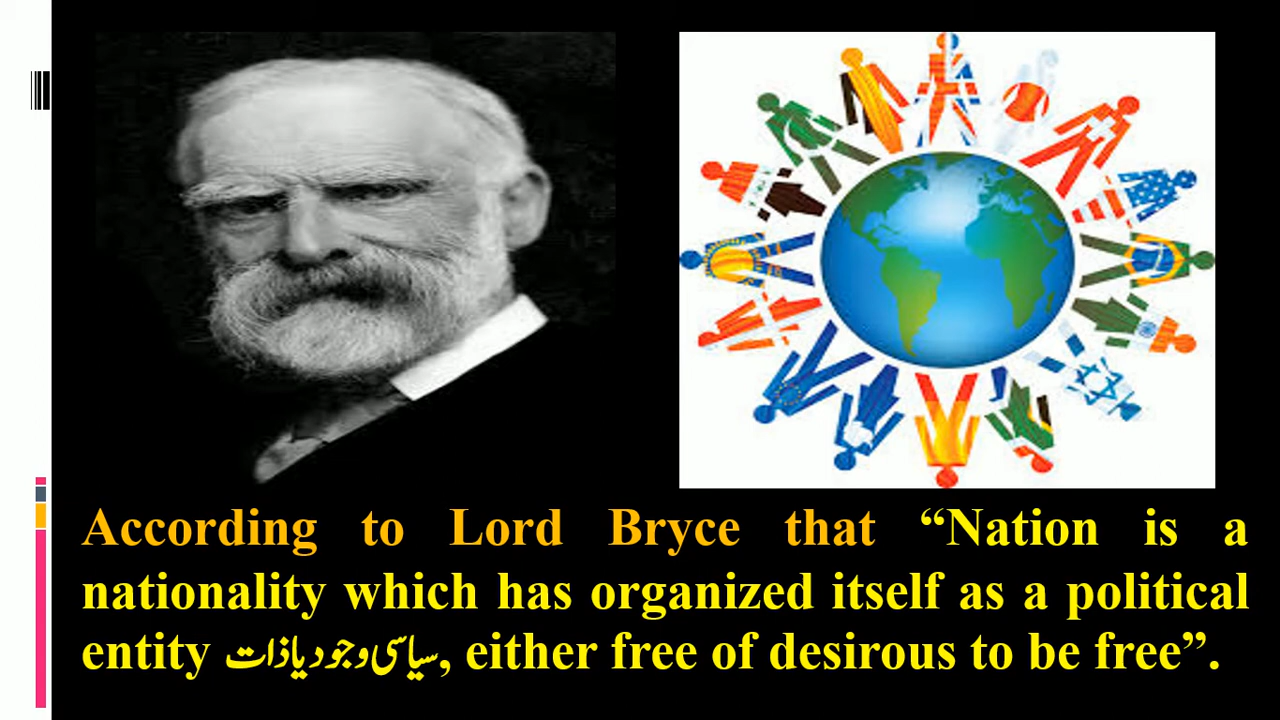 According to Lord Bryce that “Nation is a
nationality which has organized itself as a political
entity سیاسی وجود یا ذات, either free of desirous to be free”.